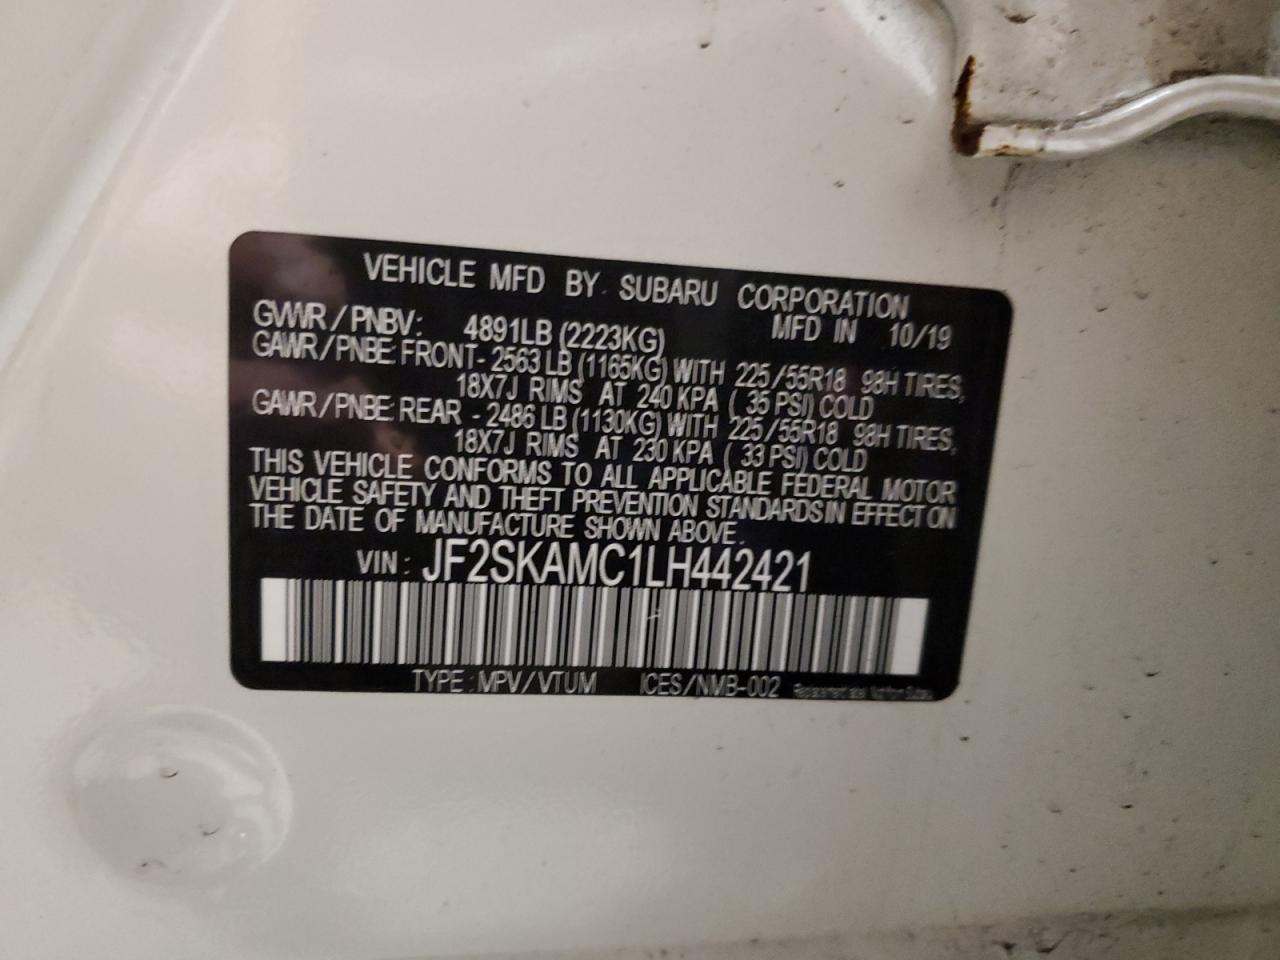 VEHICLE MFD BY SUBARU CORPORATION
GVWR/PNBV: 4891LB (2223KG) MFD IN 10/19
GAWR/PNBE: FRONT- 2563 LB (1165KG) WITH 225/55R18 98H TIRES,
18X7J RIMS AT 240 KPA ( 35 PSI) COLD
GAWR/PNBE: REAR - 2486 LB (1130KG) WITH 225/55R18 98H TIRES,
18X7J RIMS AT 230 KPA ( 33 PSI) COLD
THIS VEHICLE CONFORMS TO ALL APPLICABLE FEDERAL MOTOR
VEHICLE SAFETY AND THEFT PREVENTION STANDARDS IN EFFECT ON
THE DATE OF MANUFACTURE SHOWN ABOVE.
VIN: JF2SKAMC1LH442421
TYPE: MPV/VTUM ICES/NMB-002